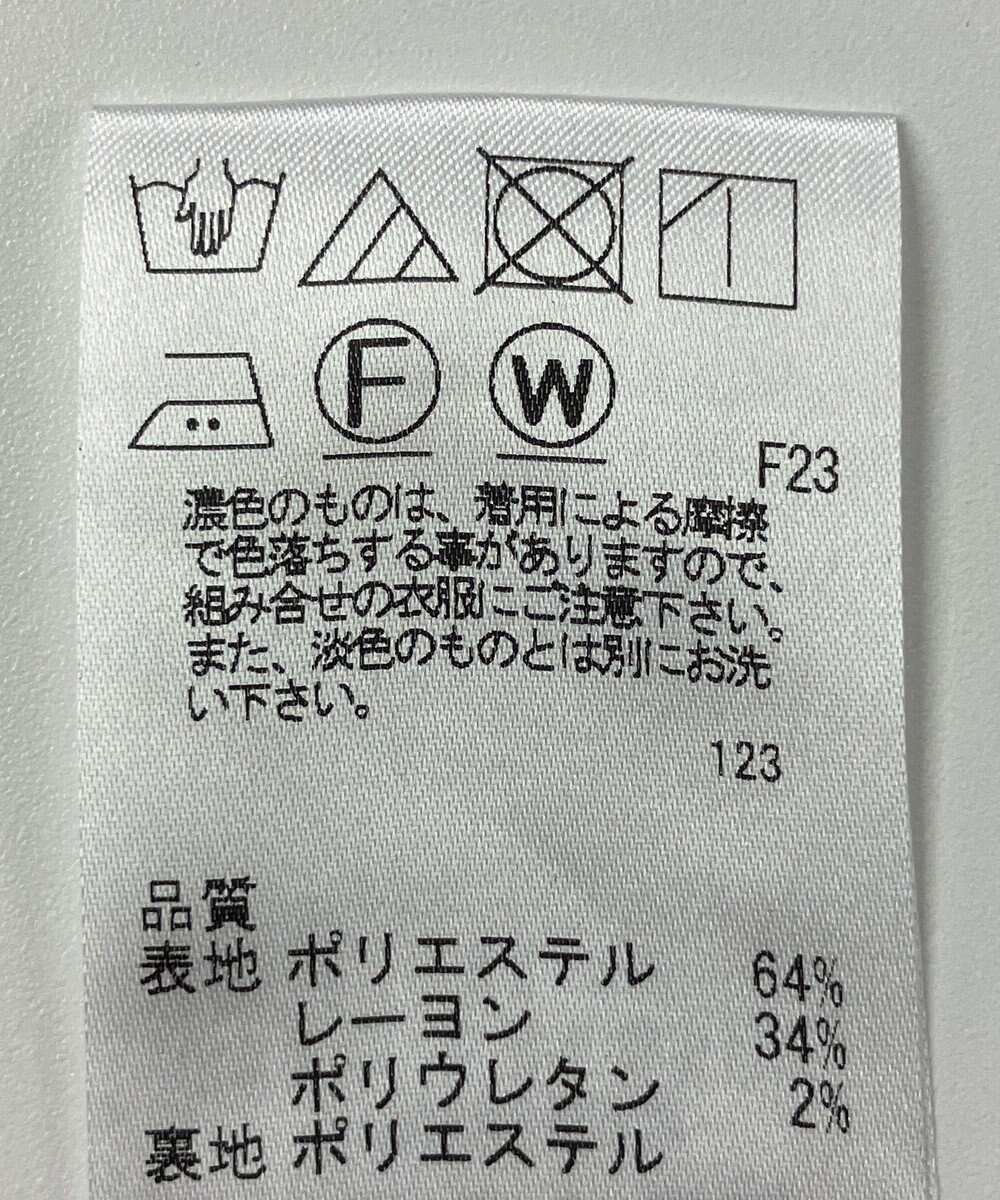 F
W
F23
濃色のものは、着用による摩擦
で色落ちする事がありますので、
組み合せの衣服にご注意下さい。
また、淡色のものとは別にお洗
い下さい。
123
品質
表地 ポリエステル 64%
レーヨン 34%
ポリウレタン 2%
裏地 ポリエステル